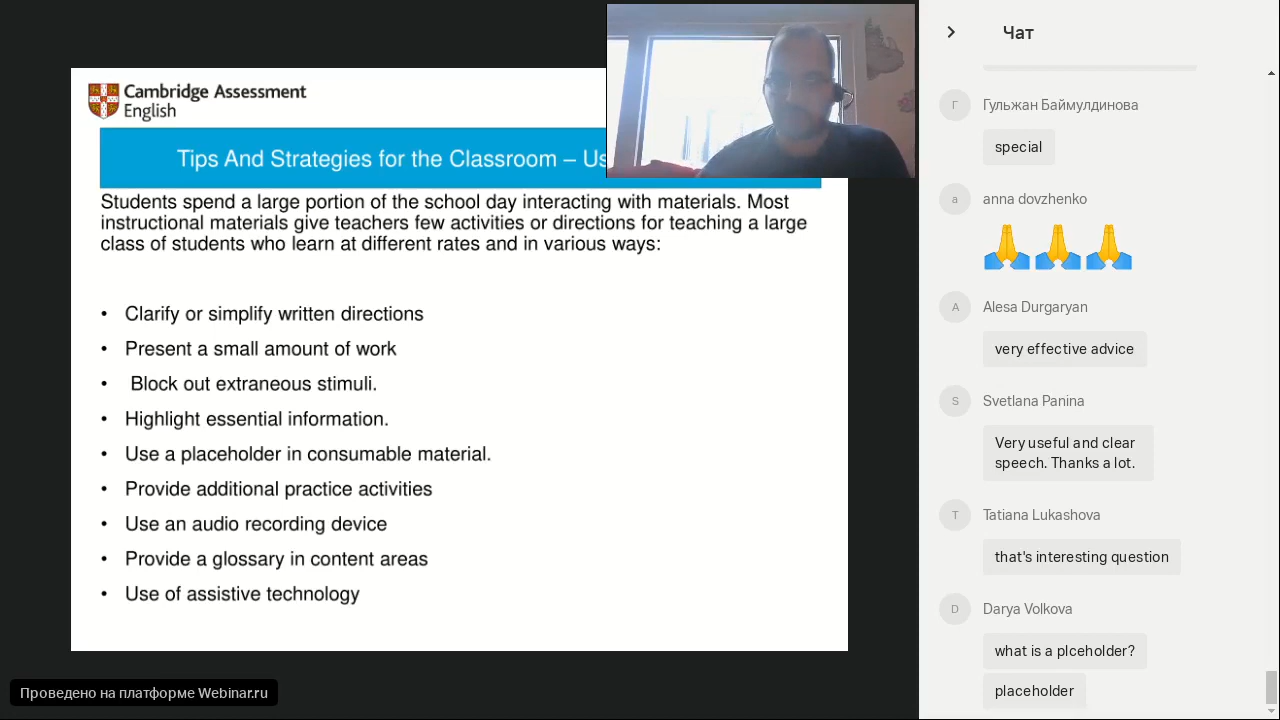 Cambridge Assessment
English
Tips And Strategies for the Classroom – Us
Students spend a large portion of the school day interacting with materials. Most
instructional materials give teachers few activities or directions for teaching a large
class of students who learn at different rates and in various ways:
• Clarify or simplify written directions
• Present a small amount of work
• Block out extraneous stimuli.
• Highlight essential information.
• Use a placeholder in consumable material.
• Provide additional practice activities
• Use an audio recording device
• Provide a glossary in content areas
• Use of assistive technology
Проведено на платформе Webinar.ru
Чат
Г
Гульжан Баймулдинова
special
a
anna dovzhenko
A
Alesa Durgaryan
very effective advice
S
Svetlana Panina
Very useful and clear
speech. Thanks a lot.
T
Tatiana Lukashova
that's interesting question
D
Darya Volkova
what is a plceholder?
placeholder